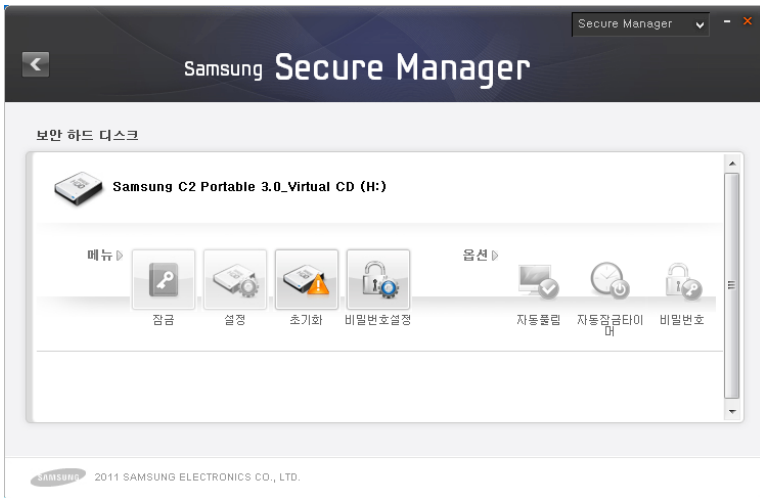 Secure Manager
Samsung Secure Manager
보안 하드 디스크
Samsung C2 Portable 3.0_Virtual CD (H:)
메뉴
옵션
잠금
설정
초기화
비밀번호설정
자동풀림
자동잠금타이
머
비밀번호
SAMSUNG
2011 SAMSUNG ELECTRONICS CO., LTD.